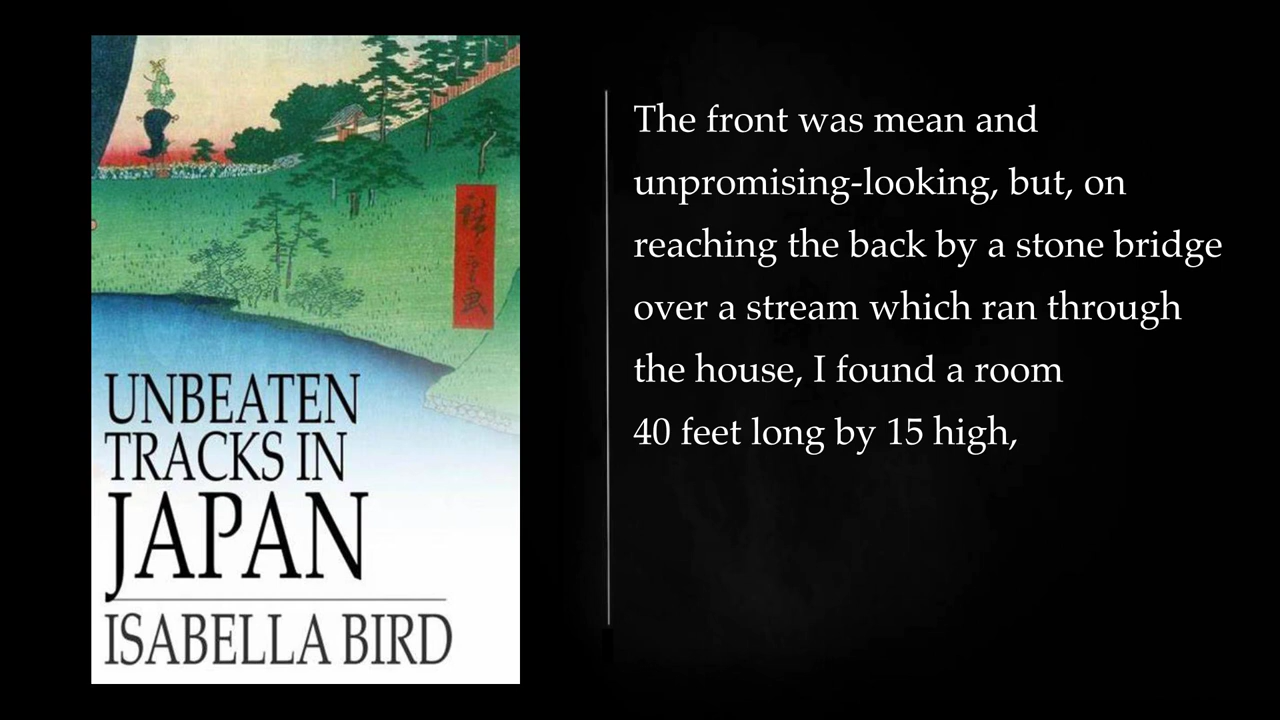 UNBEATEN
TRACKS IN
JAPAN
ISABELLA BIRD
The front was mean and
unpromising-looking, but, on
reaching the back by a stone bridge
over a stream which ran through
the house, I found a room
40 feet long by 15 high,